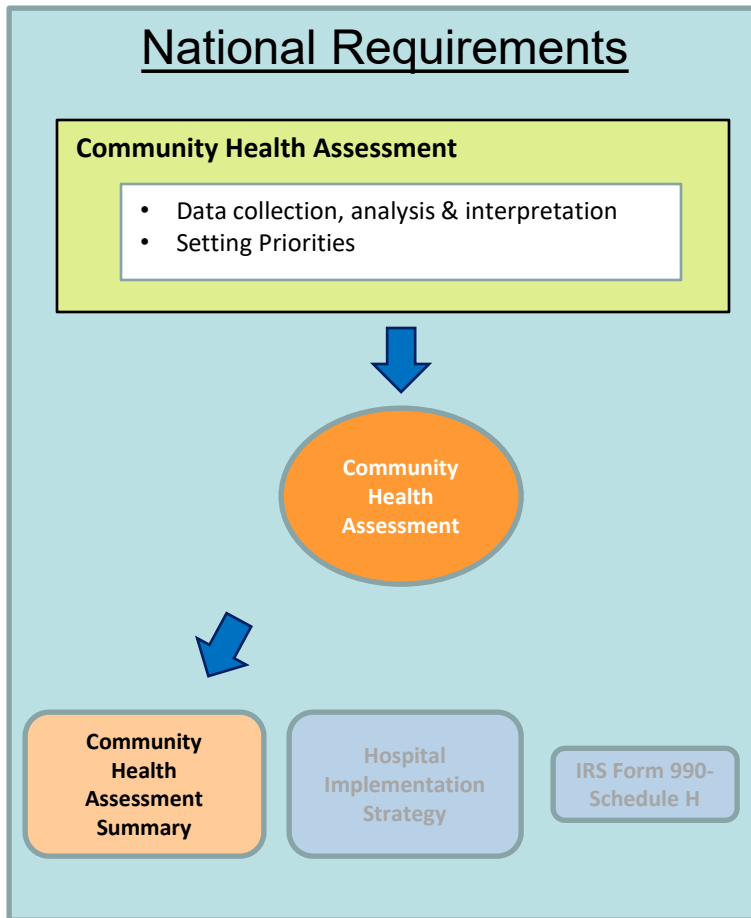 National Requirements
Community Health Assessment
• Data collection, analysis & interpretation
• Setting Priorities
Community
Health
Assessment
Community
Health
Assessment
Summary
Hospital
Implementation
Strategy
IRS Form 990-
Schedule H